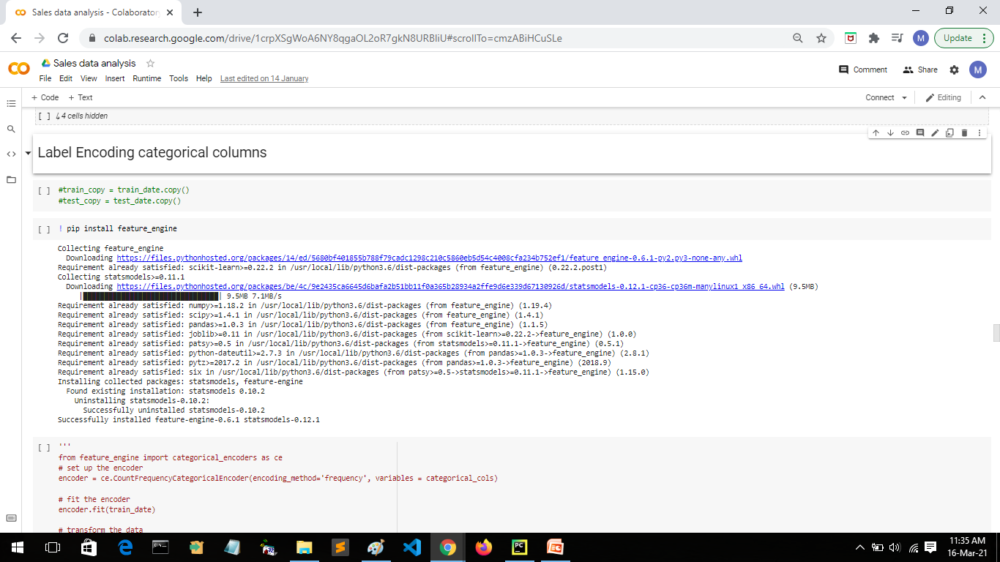 Sales data analysis - Colaborator
colab.research.google.com/drive/1crpXSgWoA6NY8qgaOL2oR7gkN8URBIiU#scrollTo=cmzABiHCuSLe
M
Update
Sales data analysis
File Edit View Insert Runtime Tools Help Last edited on 14 January
Comment Share M
+ Code + Text
Connect Editing
[ ] ↳ 4 cells hidden
Label Encoding categorical columns
[ ] #train_copy = train_date.copy()
#test_copy = test_date.copy()
[ ] ! pip install feature_engine
Collecting feature_engine
Downloading https://files.pythonhosted.org/packages/14/ed/5680bf401855b788f79cadc1298c210c5860eb5d54c4008cfa234b752ef1/feature_engine-0.6.1-py2.py3-none-any.whl
Requirement already satisfied: scikit-learn>=0.22.2 in /usr/local/lib/python3.6/dist-packages (from feature_engine) (0.22.2.post1)
Collecting statsmodels>=0.11.1
Downloading https://files.pythonhosted.org/packages/be/4c/9e2435ca6645d6bafa2b51bb11f0a365b28934a2ffe9d6e339d67130926d/statsmodels-0.12.1-cp36-cp36m-manylinux1_x86_64.whl (9.5MB)
|████████████████████████████████| 9.5MB 7.1MB/s
Requirement already satisfied: numpy>=1.18.2 in /usr/local/lib/python3.6/dist-packages (from feature_engine) (1.19.4)
Requirement already satisfied: scipy>=1.4.1 in /usr/local/lib/python3.6/dist-packages (from feature_engine) (1.4.1)
Requirement already satisfied: pandas>=1.0.3 in /usr/local/lib/python3.6/dist-packages (from feature_engine) (1.1.5)
Requirement already satisfied: joblib>=0.11 in /usr/local/lib/python3.6/dist-packages (from scikit-learn>=0.22.2->feature_engine) (1.0.0)
Requirement already satisfied: patsy>=0.5 in /usr/local/lib/python3.6/dist-packages (from statsmodels>=0.11.1->feature_engine) (0.5.1)
Requirement already satisfied: python-dateutil>=2.7.3 in /usr/local/lib/python3.6/dist-packages (from pandas>=1.0.3->feature_engine) (2.8.1)
Requirement already satisfied: pytz>=2017.2 in /usr/local/lib/python3.6/dist-packages (from pandas>=1.0.3->feature_engine) (2018.9)
Requirement already satisfied: six in /usr/local/lib/python3.6/dist-packages (from patsy>=0.5->statsmodels>=0.11.1->feature_engine) (1.15.0)
Installing collected packages: statsmodels, feature-engine
Found existing installation: statsmodels 0.10.2
Uninstalling statsmodels-0.10.2:
Successfully uninstalled statsmodels-0.10.2
Successfully installed feature-engine-0.6.1 statsmodels-0.12.1
[ ] '''
from feature_engine import categorical_encoders as ce
# set up the encoder
encoder = ce.CountFrequencyCategoricalEncoder(encoding_method='frequency', variables = categorical_cols)
# fit the encoder
encoder.fit(train_date)
# transform the data
11:35 AM
16-Mar-21